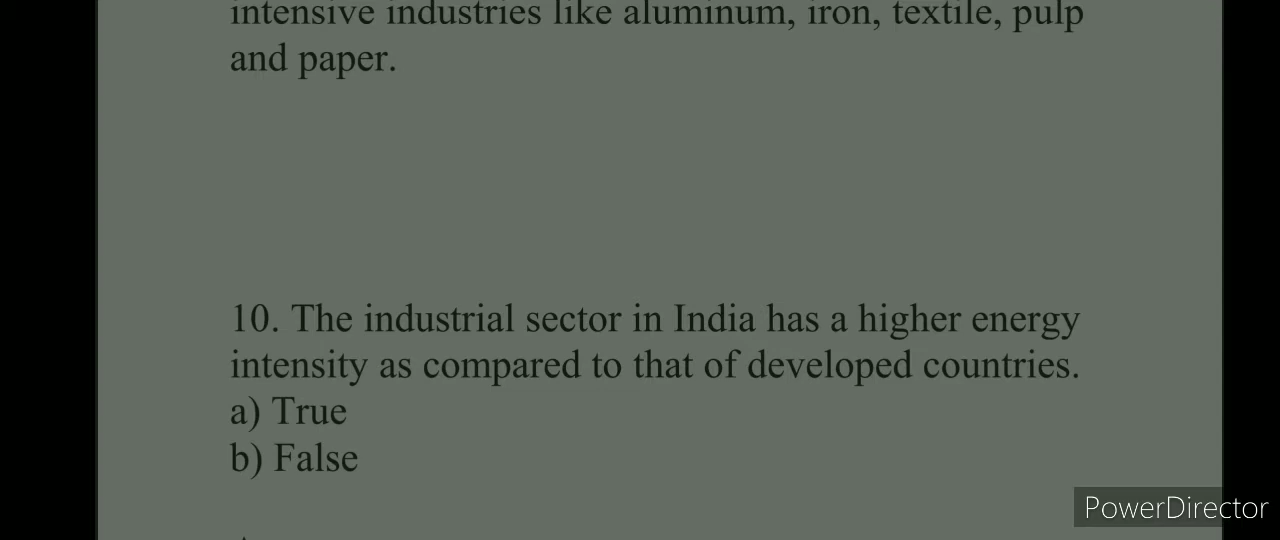 intensive industries like aluminum, iron, textile, pulp
and paper.
10. The industrial sector in India has a higher energy
intensity as compared to that of developed countries.
a) True
b) False
PowerDirector